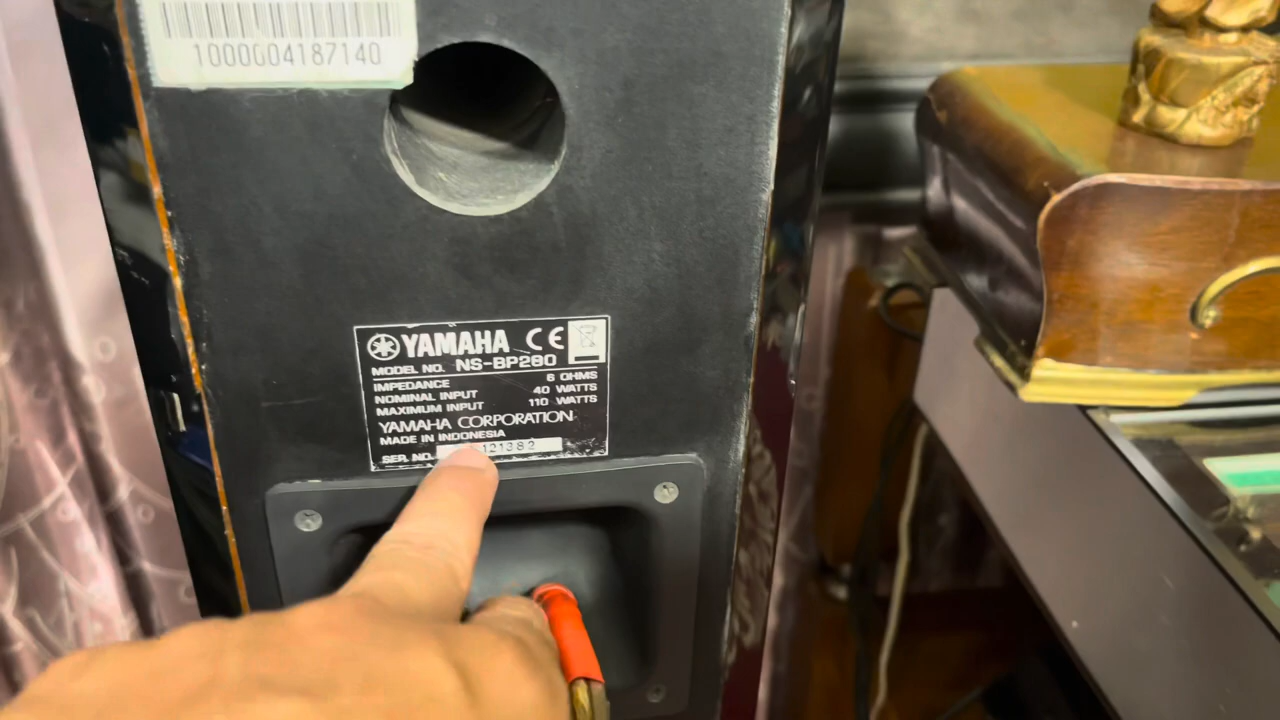 1000004187140
YAMAHA CE
MODEL NO. NS-BP280
IMPEDANCE 6 OHMS
NOMINAL INPUT 40 WATTS
MAXIMUM INPUT 110 WATTS
YAMAHA CORPORATION
MADE IN INDONESIA
SER. NO.